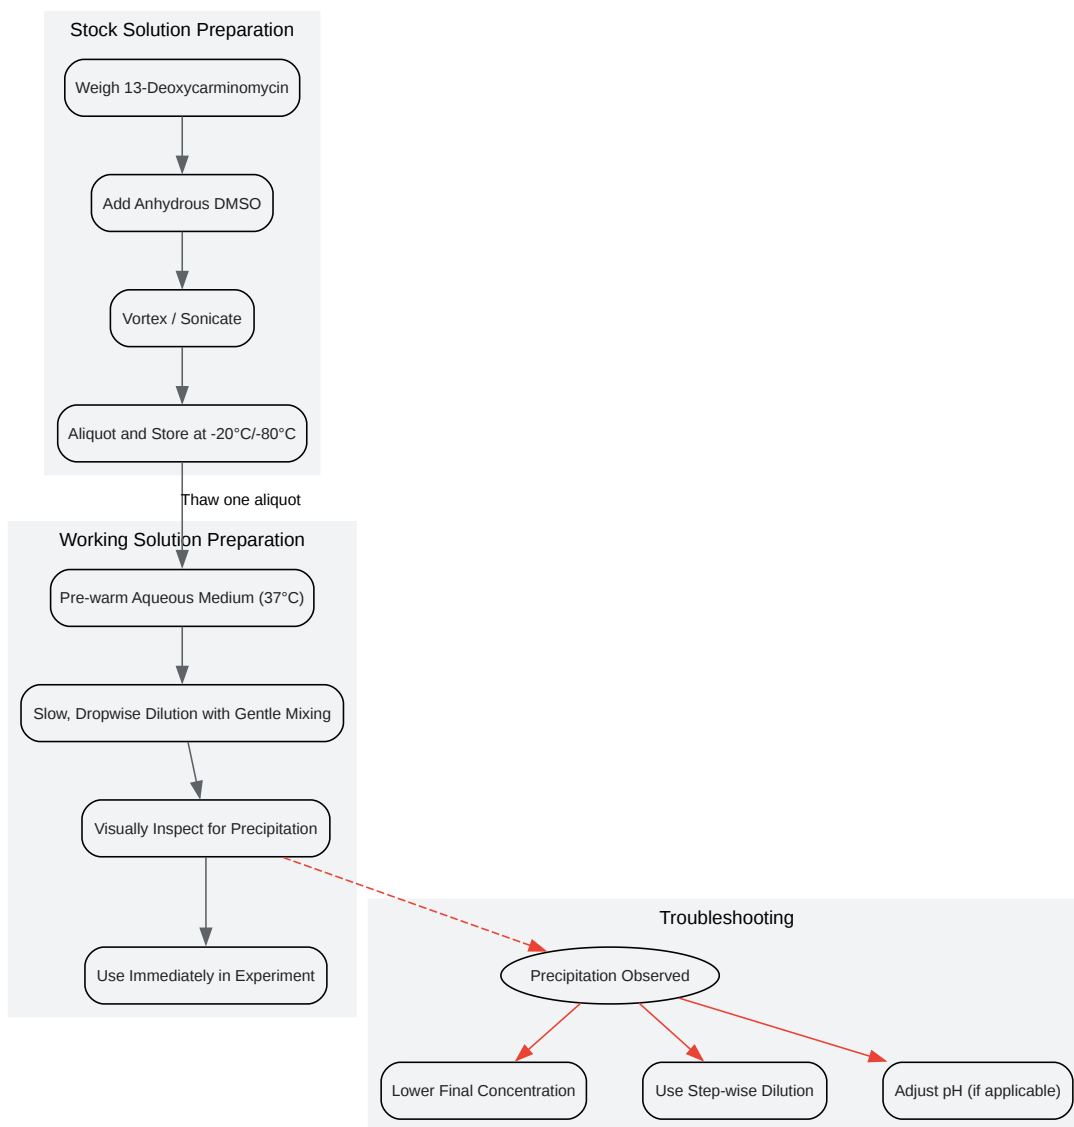 Stock Solution Preparation
Weigh 13-Deoxycarminomycin
Add Anhydrous DMSO
Vortex / Sonicate
Aliquot and Store at -20°C/-80°C
Thaw one aliquot
Working Solution Preparation
Pre-warm Aqueous Medium (37°C)
Slow, Dropwise Dilution with Gentle Mixing
Visually Inspect for Precipitation
Use Immediately in Experiment
Troubleshooting
Precipitation Observed
Lower Final Concentration
Use Step-wise Dilution
Adjust pH (if applicable)